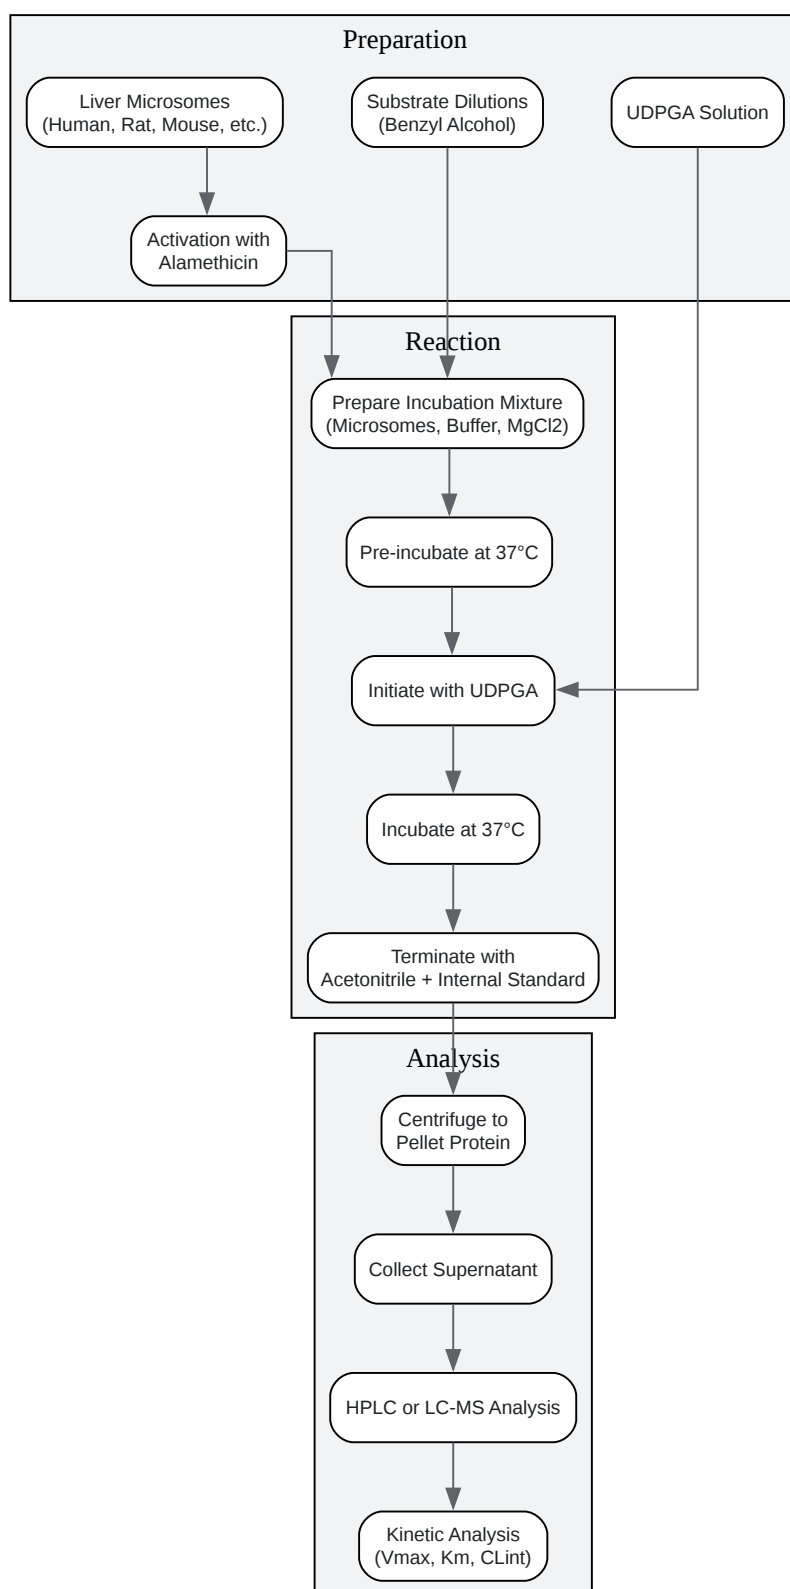 Preparation
Liver Microsomes
(Human, Rat, Mouse, etc.)
Substrate Dilutions
(Benzyl Alcohol)
UDPGA Solution
Activation with
Alamethicin
Reaction
Prepare Incubation Mixture
(Microsomes, Buffer, MgCl2)
Pre-incubate at 37°C
Initiate with UDPGA
Incubate at 37°C
Terminate with
Acetonitrile + Internal Standard
Analysis
Centrifuge to
Pellet Protein
Collect Supernatant
HPLC or LC-MS Analysis
Kinetic Analysis
(Vmax, Km, CLint)